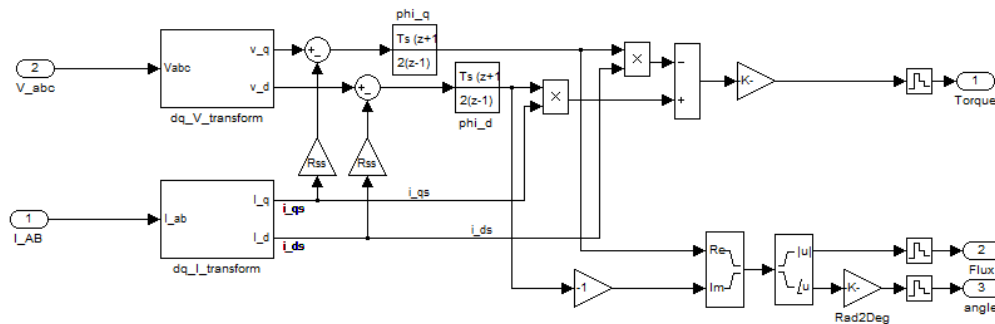 phi_q
2
V_abc
Vabc
v_q
v_d
dq_V_transform
+
-
Ts (z+1
2(z-1)
+
-
Ts (z+1
2(z-1)
phi_d
×
×
-
+
K-
1
Torque
Rss
Rss
1
I_AB
I_ab
I_q
i_qs
I_d
i_ds
dq_I_transform
i_qs
i_ds
-1
Re
Im
|u|
∠u
K-
Rad2Deg
2
Flux
3
angle